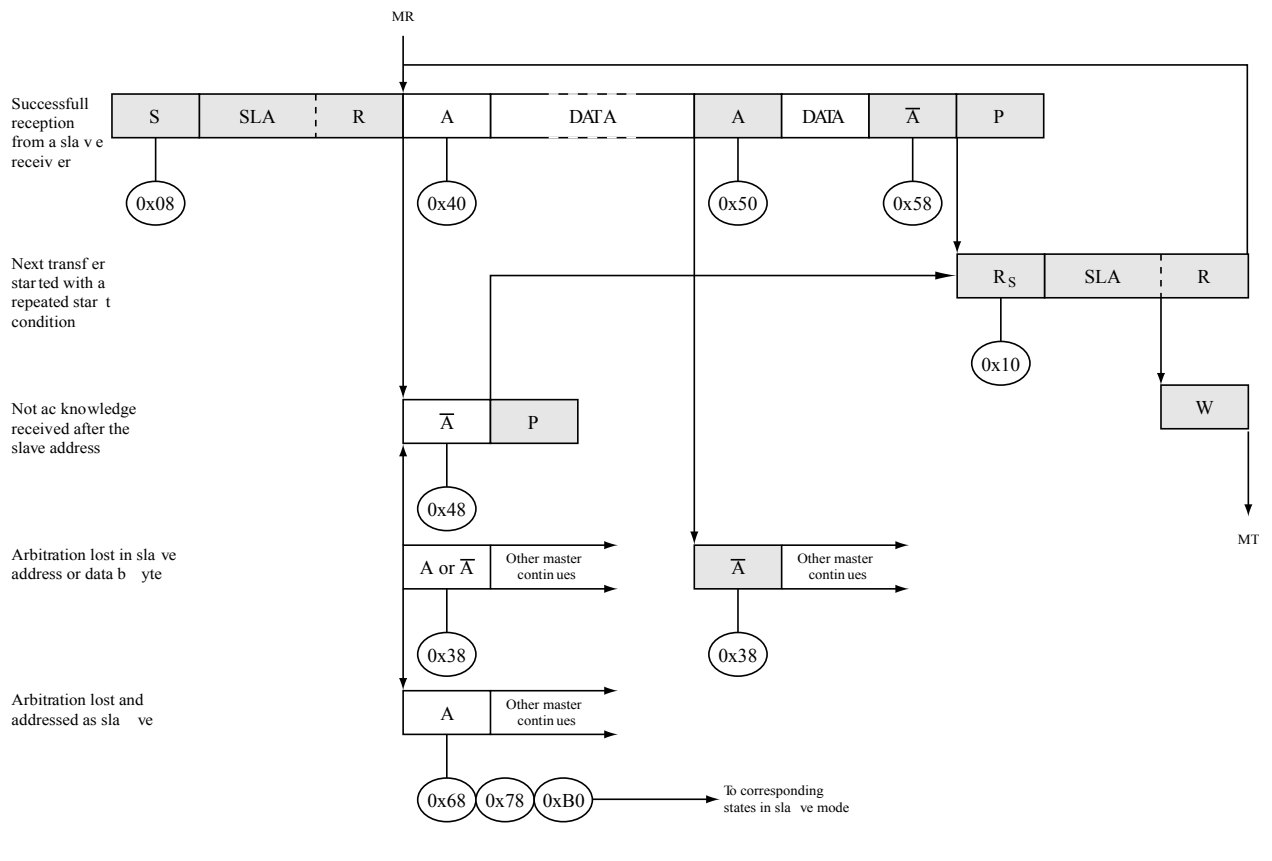 MR
Successfull
reception
from a sla v e
receiv er
S SLA R A DATA A DATA A̅ P
0x08 0x40 0x50 0x58
Next transf er
star ted with a
repeated star t
condition
RS SLA R
0x10
Not ac knowledge
received after the
slave address
A̅ P
W
0x48
MT
Arbitration lost in sla ve
address or data b yte
A or A̅ Other master
contin ues
A̅ Other master
contin ues
0x38 0x38
Arbitration lost and
addressed as sla ve
A Other master
contin ues
0x68 0x78 0xB0
To corresponding
states in sla ve mode